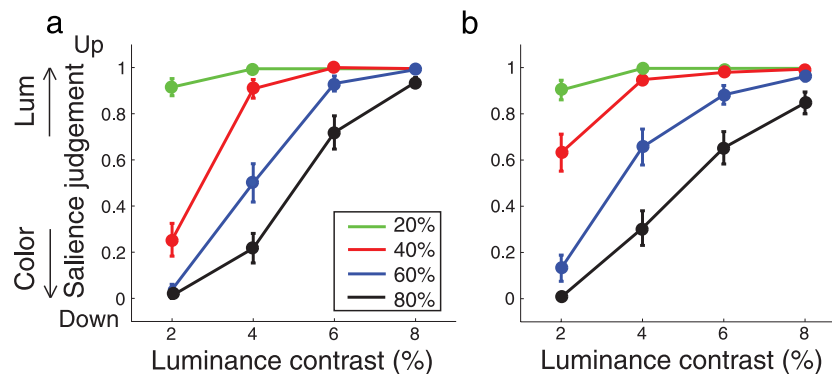 a
b
Up
Lum
Color
Salience judgement
1
0.8
0.6
0.4
0.2
0
Down
2 4 6 8
Luminance contrast (%)
20%
40%
60%
80%
1
0.8
0.6
0.4
0.2
0
2 4 6 8
Luminance contrast (%)